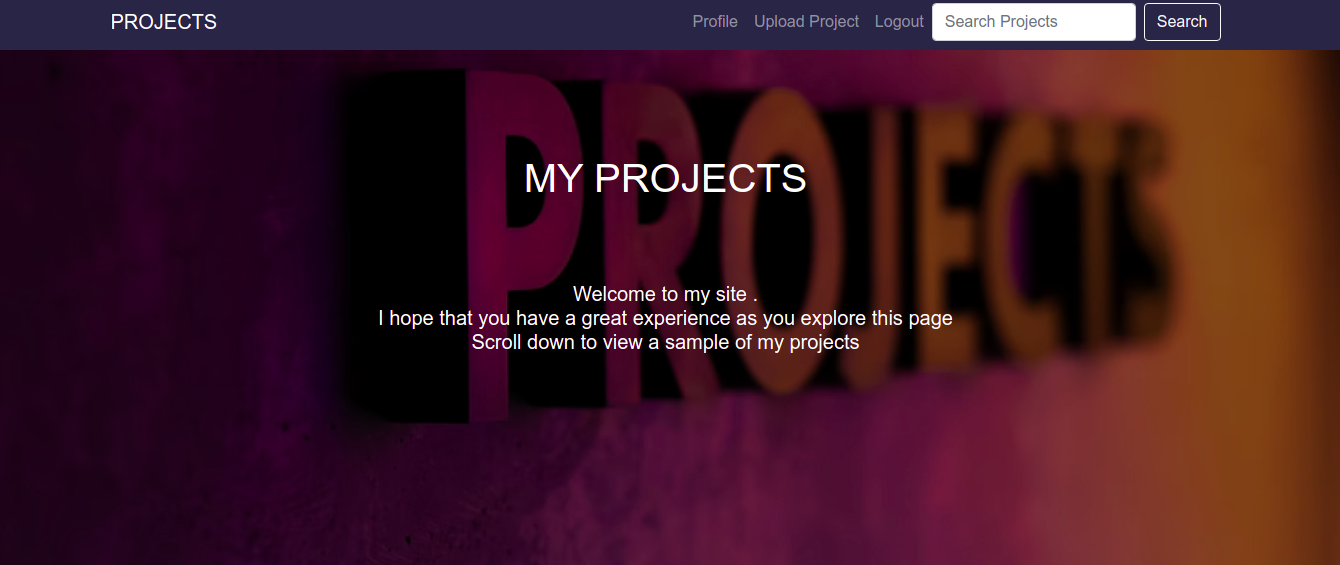 PROJECTS
Profile Upload Project Logout Search Projects Search
PROJECTS
MY PROJECTS
Welcome to my site .
I hope that you have a great experience as you explore this page
Scroll down to view a sample of my projects